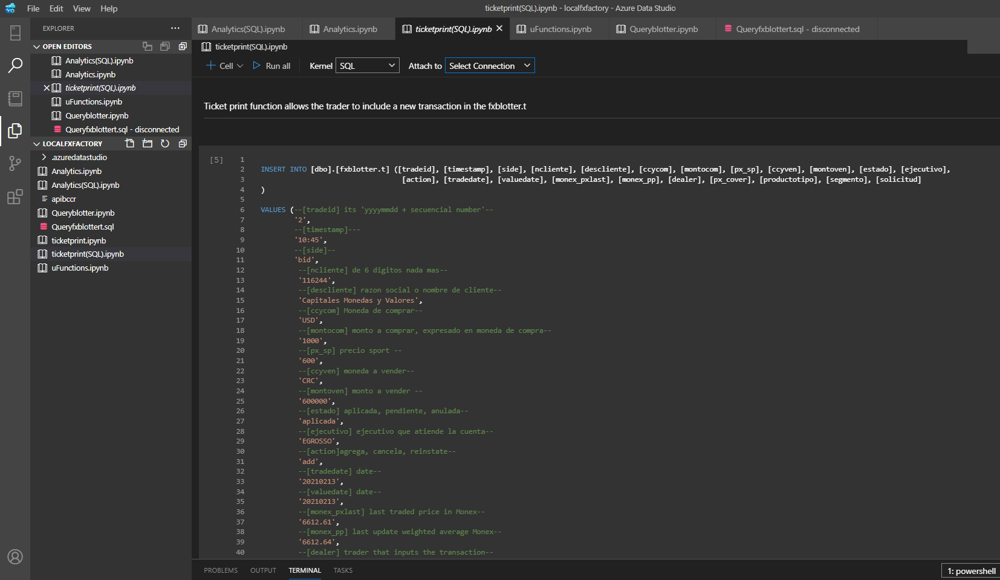 File Edit View Help
ticketprint(SQL).ipynb - localfxfactory - Azure Data Studio
EXPLORER
OPEN EDITORS
Analytics(SQL).ipynb
Analytics.ipynb
ticketprint(SQL).ipynb
uFunctions.ipynb
Queryblotter.ipynb
Queryfxblottert.sql - disconnected
LOCALFXFACTORY
.azuredatastudio
Analytics.ipynb
Analytics(SQL).ipynb
apibccr
Queryblotter.ipynb
Queryfxblottert.sql
ticketprint.ipynb
ticketprint(SQL).ipynb
uFunctions.ipynb
Analytics(SQL).ipynb Analytics.ipynb ticketprint(SQL).ipynb uFunctions.ipynb Queryblotter.ipynb Queryfxblottert.sql - disconnected
ticketprint(SQL).ipynb
Cell Run all Kernel SQL Attach to Select Connection
Ticket print function allows the trader to include a new transaction in the fxblotter.t
[5] 1
2 INSERT INTO [dbo].[fxblotter.t] ([tradeid], [timestamp], [side], [ncliente], [descliente], [ccycom], [montocom], [px_sp], [ccyven], [montoven], [estado], [ejecutivo],
3 [action], [tradedate], [valuedate], [monex_pxlast], [monex_pp], [dealer], [px_cover], [productotipo], [segmento], [solicitud]
4 )
5
6 VALUES (--[tradeid] its 'yyyymmdd + secuencial number'--
7 '2',
8 --[timestamp]---
9 '10:45',
10 --[side]--
11 'bid',
12 --[ncliente] de 6 digitos nada mas--
13 '116244',
14 --[descliente] razon social o nombre de cliente--
15 'Capitales Monedas y Valores',
16 --[ccycom] Moneda de comprar--
17 'USD',
18 --[montocom] monto a comprar, expresado en moneda de compra--
19 '1000',
20 --[px_sp] precio sport --
21 '600',
22 --[ccyven] moneda a vender--
23 'CRC',
24 --[montoven] monto a vender --
25 '600000',
26 --[estado] aplicada, pendiente, anulada--
27 'aplicada',
28 --[ejecutivo] ejecutivo que atiende la cuenta--
29 'EGROSSO',
30 --[action]agrega, cancela, reinstate--
31 'add',
32 --[tradedate] date--
33 '20210213',
34 --[valuedate] date--
35 '20210213',
36 --[monex_pxlast] last traded price in Monex--
37 '6612.61',
38 --[monex_pp] last update weighted average Monex--
39 '6612.64',
40 --[dealer] trader that inputs the transaction--
PROBLEMS OUTPUT TERMINAL TASKS
1: powershell